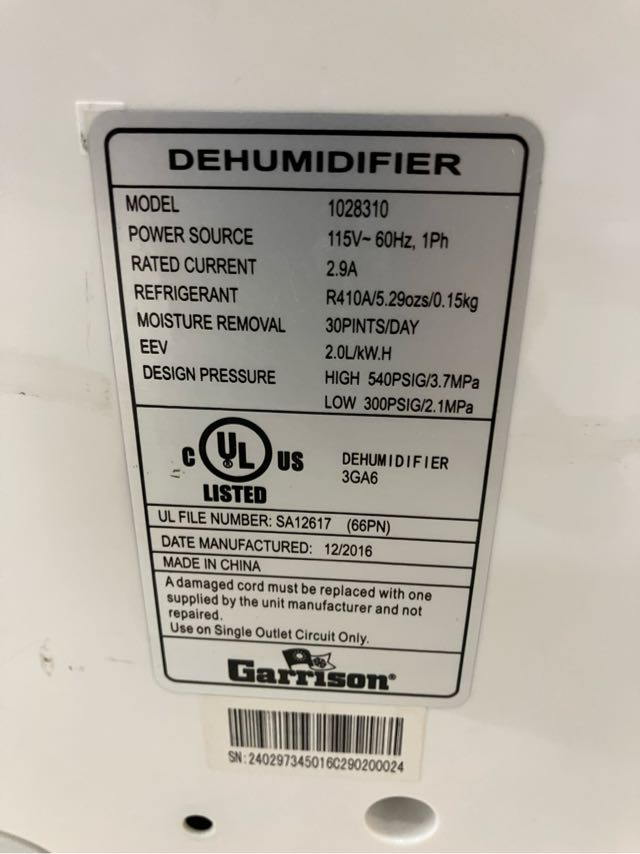 DEHUMIDIFIER
MODEL 1028310
POWER SOURCE 115V~ 60Hz, 1Ph
RATED CURRENT 2.9A
REFRIGERANT R410A/5.29ozs/0.15kg
MOISTURE REMOVAL 30PINTS/DAY
EEV 2.0L/kW.H
DESIGN PRESSURE HIGH 540PSIG/3.7MPa
LOW 300PSIG/2.1MPa
C UL® US
LISTED
DEHUMIDIFIER
3GA6
UL FILE NUMBER: SA12617 (66PN)
DATE MANUFACTURED: 12/2016
MADE IN CHINA
A damaged cord must be replaced with one
supplied by the unit manufacturer and not
repaired.
Use on Single Outlet Circuit Only.
Garrison®
SN:240297345016C290200024